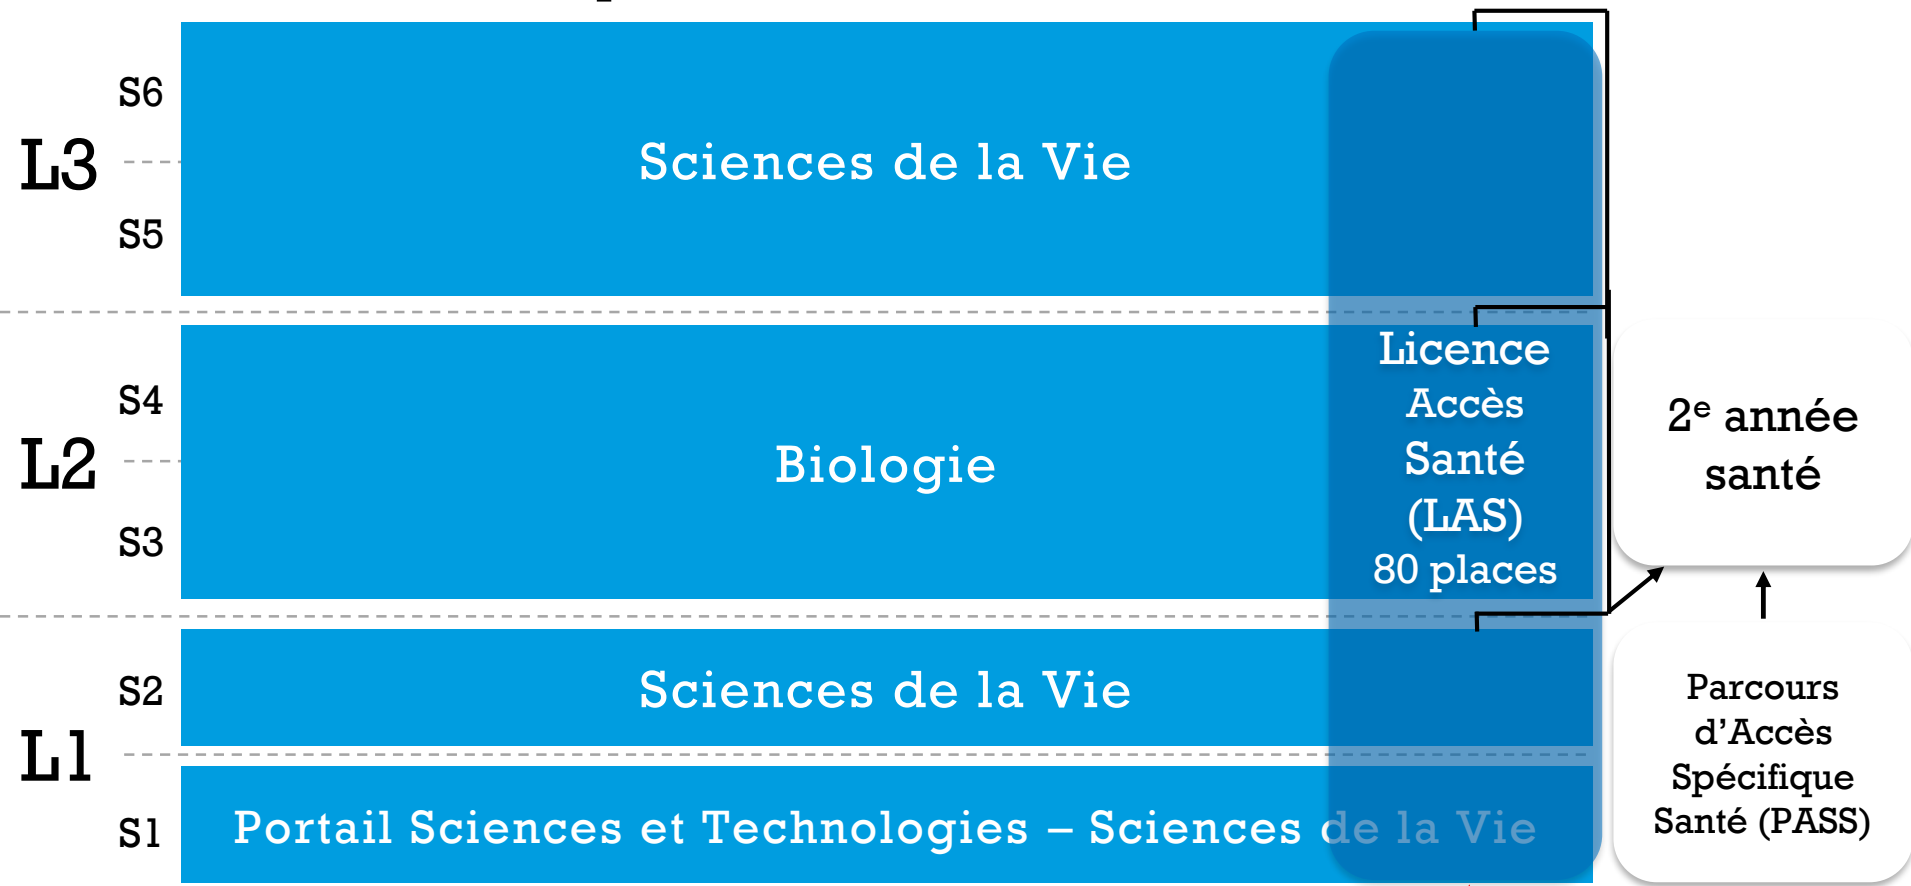 S6
L3
Sciences de la Vie
S5
S4
L2
Biologie
S3
Licence
Accès
Santé
(LAS)
80 places
2e année
santé
S2
Sciences de la Vie
L1
S1
Portail Sciences et Technologies – Sciences de la Vie
Parcours
d’Accès
Spécifique
Santé (PASS)